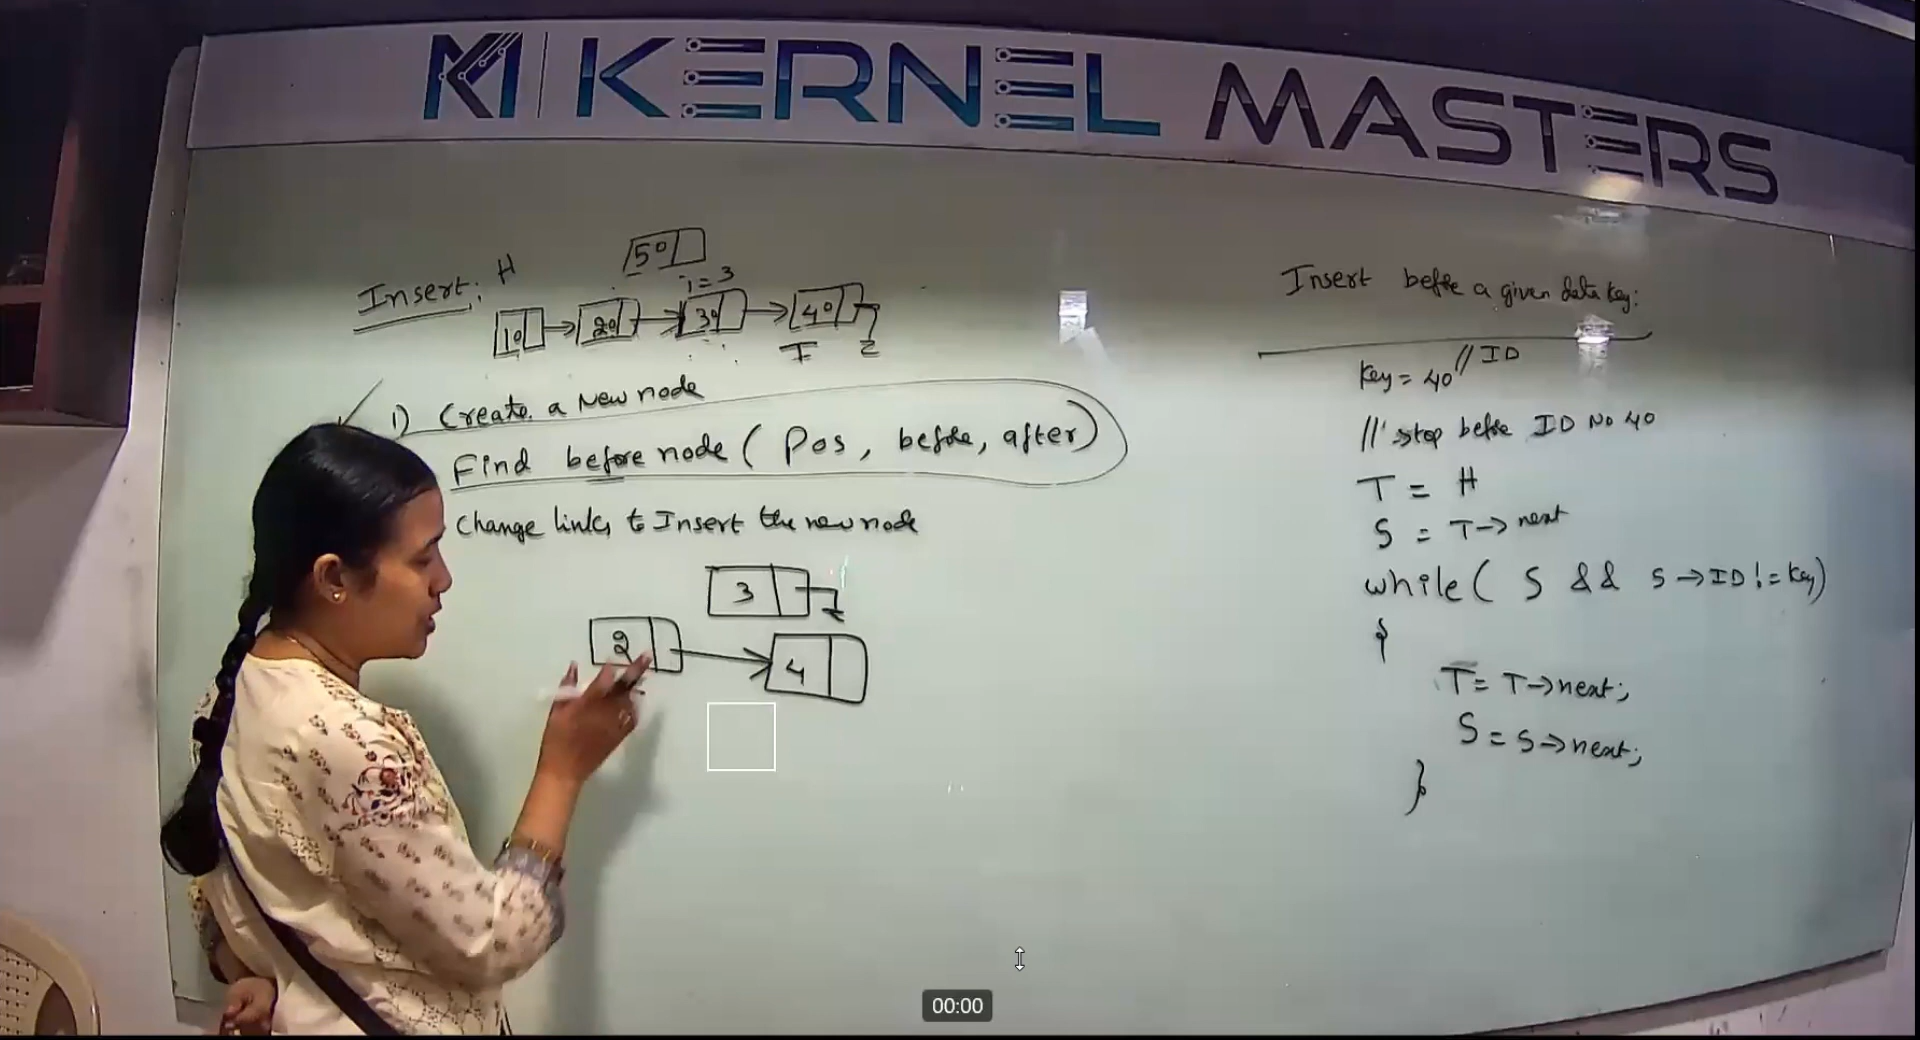 M KERNEL MASTERS
Insert: H
50
i = 3
10 20 30 40
T
1) Create a New node
Find before node ( Pos, before, after)
Change links to Insert the new node
3
2 4
Insert before a given data key:
Key = 40 // ID
// stop before ID No 40
T = H
S = T→next
while( S && S→ID != Key)
{
T = T→next;
S = S→next;
}
00:00